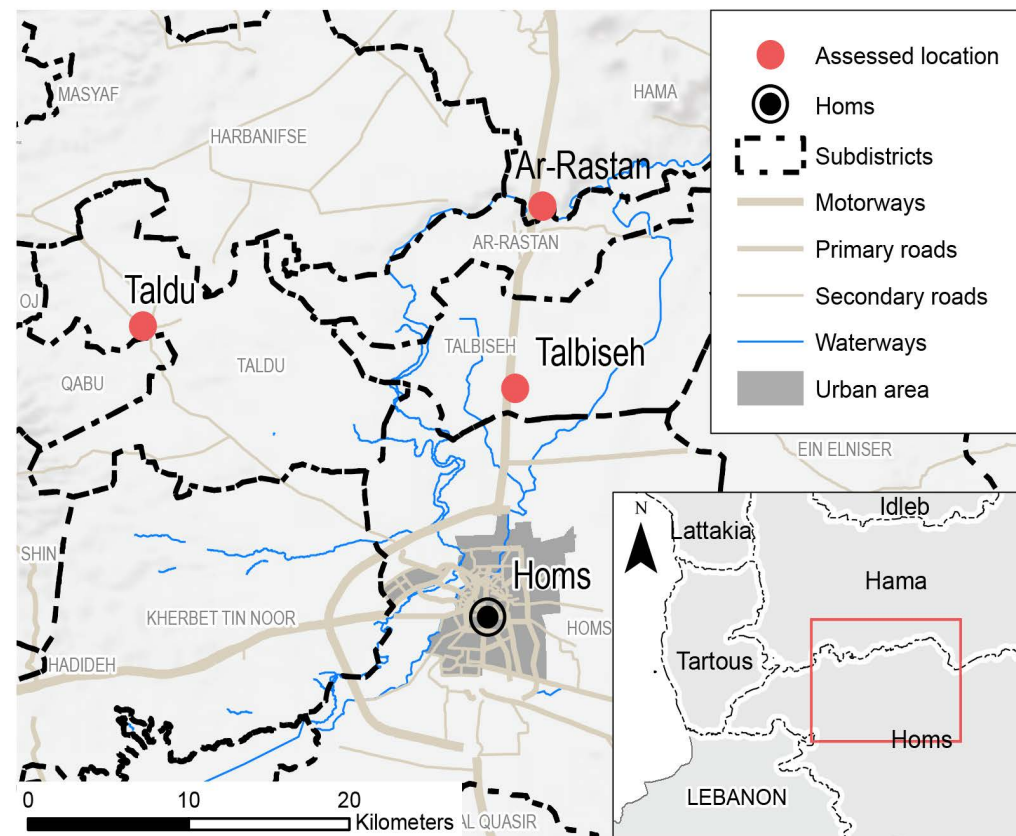 MASYAF
HARBANIFSE
HAMA
Ar-Rastan
AR-RASTAN
OJ
Taldu
QABU
TALDU
TALBISEH
Talbiseh
EIN ELNISER
SHIN
KHERBET TIN NOOR
Homs
HOMS
HADIDEH
AL QUASIR
0 10 20
Kilometers
Assessed location
Homs
Subdistricts
Motorways
Primary roads
Secondary roads
Waterways
Urban area
N
Idleb
Lattakia
Hama
Tartous
Homs
LEBANON